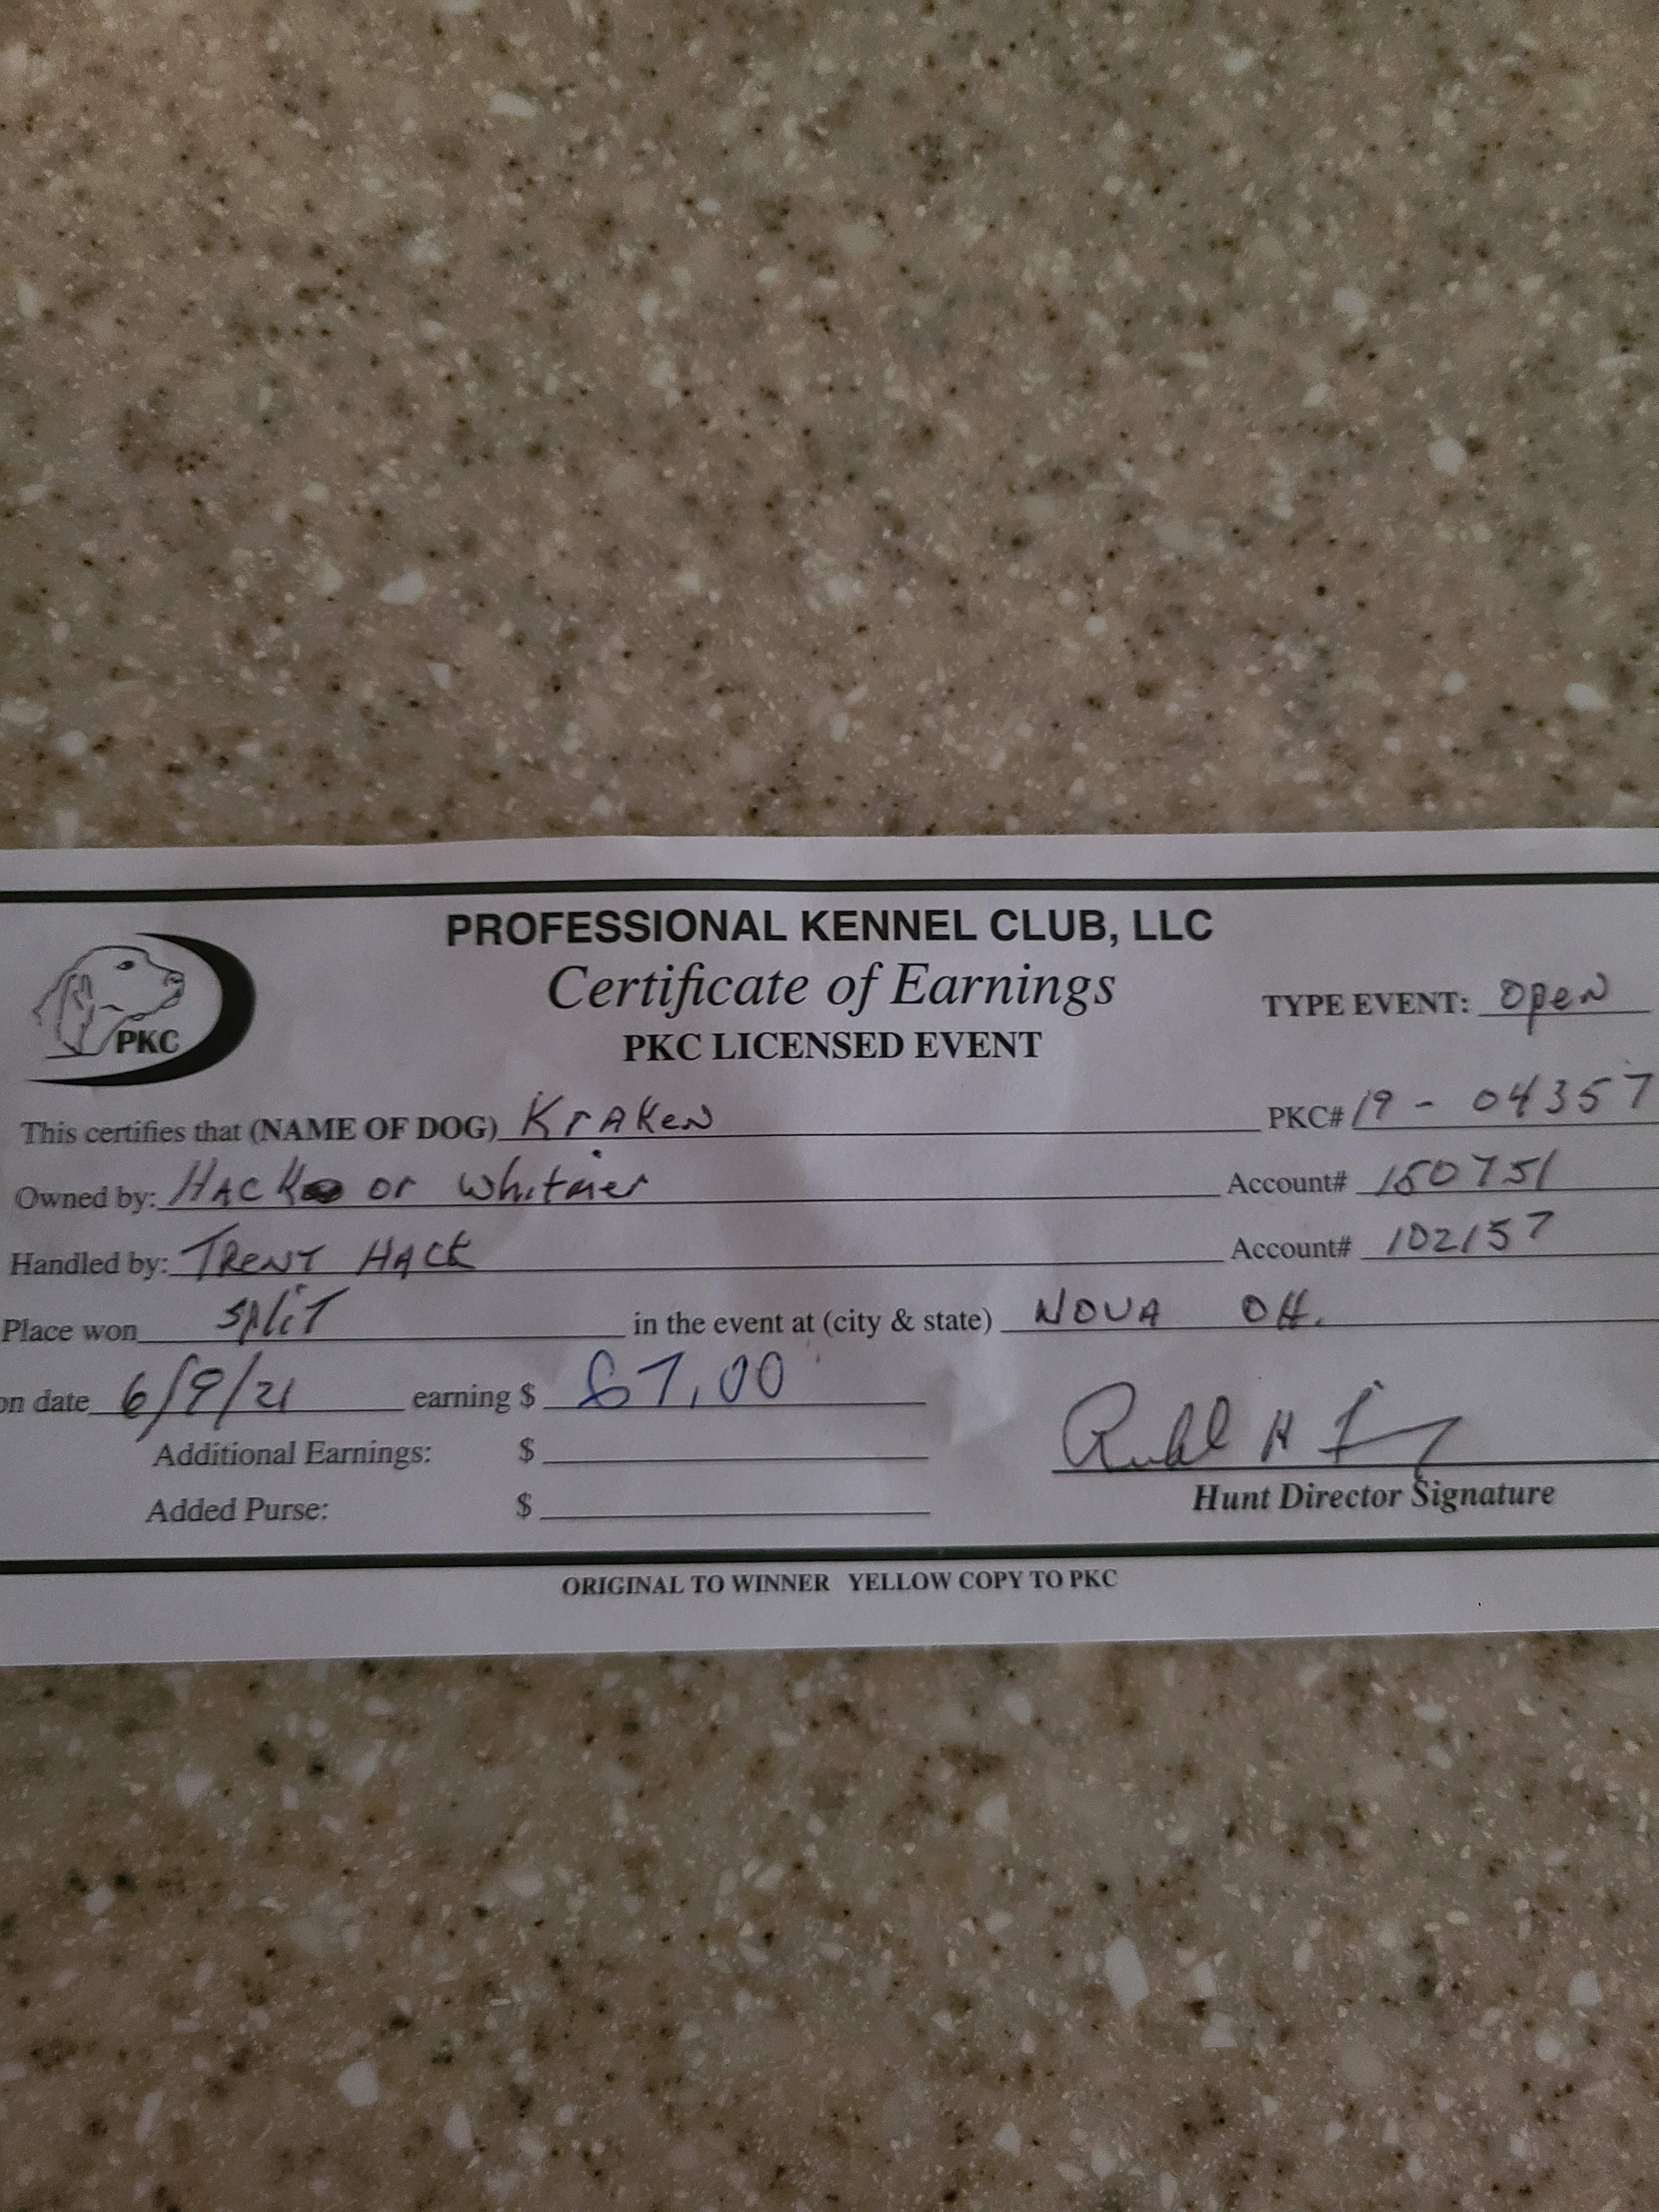 PROFESSIONAL KENNEL CLUB, LLC
Certificate of Earnings
PKC LICENSED EVENT
TYPE EVENT: Open
PKC
This certifies that (NAME OF DOG) Kraken PKC# 19 - 04357
Owned by: Hack or Whitmer Account# 150751
Handled by: Trent Hack Account# 102157
Place won split in the event at (city & state) NOVA OH.
on date 6/9/21 earning $ 67,00
Additional Earnings: $
Added Purse: $
Hunt Director Signature
ORIGINAL TO WINNER YELLOW COPY TO PKC